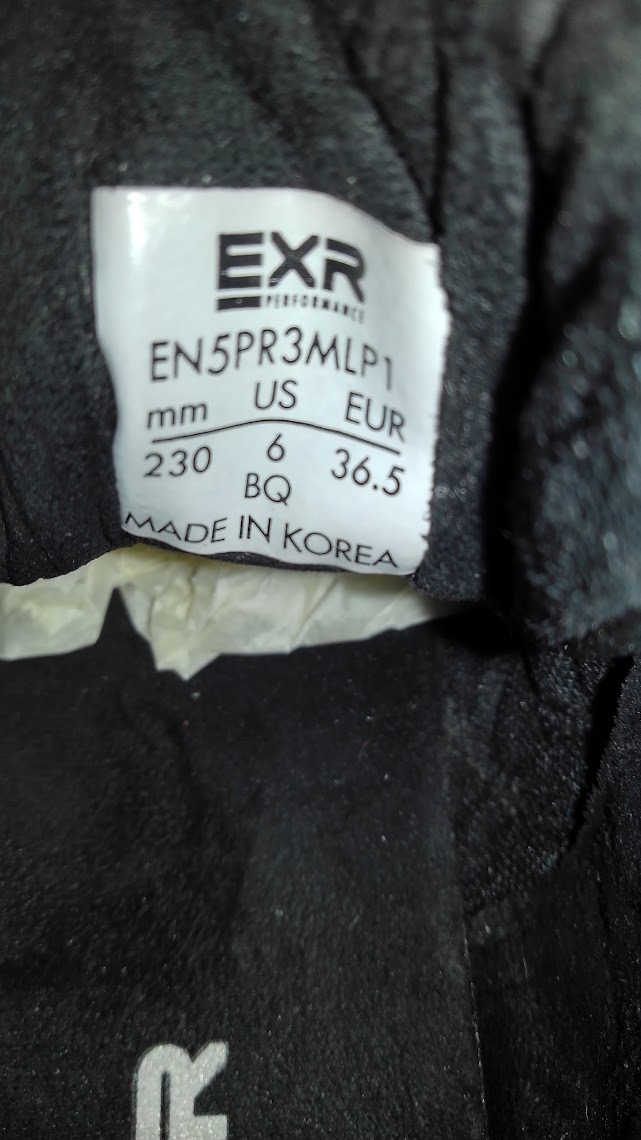 EXR
PERFORMANCE
EN5PR3MLP1
mm US EUR
230 6 36.5
BQ
MADE IN KOREA
R